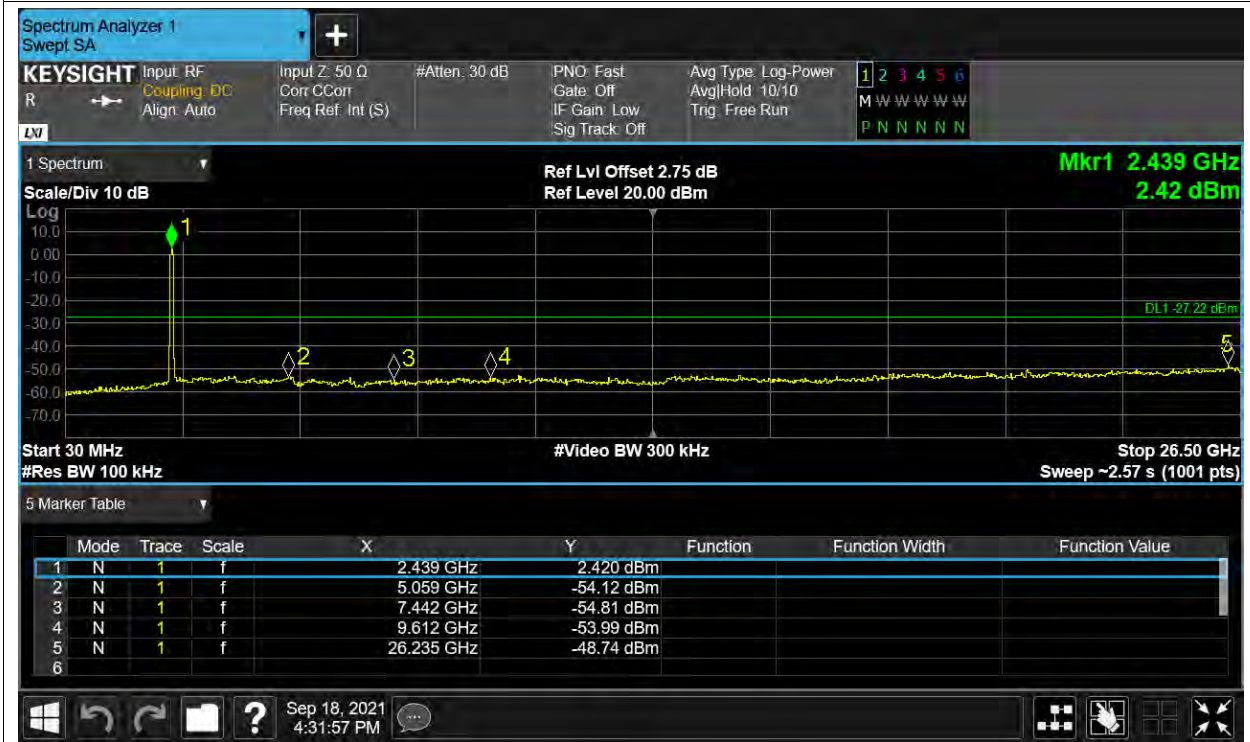 Spectrum Analyzer 1
Swept SA
+
KEYSIGHT Input: RF Input Z: 50 Ω #Atten: 30 dB PNO: Fast Avg Type: Log-Power 1 2 3 4 5 6
R Coupling: DC Corr CCorr Gate: Off Avg|Hold: 10/10 M W W W W W
Align: Auto Freq Ref: Int (S) IF Gain: Low Trig: Free Run
LXI Sig Track: Off P N N N N N
1 Spectrum Ref Lvl Offset 2.75 dB Mkr1 2.439 GHz
Scale/Div 10 dB Ref Level 20.00 dBm 2.42 dBm
Log
1
10.0
0.00
-10.0
-20.0
DL1 -27.22 dBm
-30.0
-40.0
2 3 4 5
-50.0
-60.0
-70.0
Start 30 MHz #Video BW 300 kHz Stop 26.50 GHz
#Res BW 100 kHz Sweep ~2.57 s (1001 pts)
5 Marker Table
Mode Trace Scale X Y Function Function Width Function Value
1 N 1 f 2.439 GHz 2.420 dBm
2 N 1 f 5.059 GHz -54.12 dBm
3 N 1 f 7.442 GHz -54.81 dBm
4 N 1 f 9.612 GHz -53.99 dBm
5 N 1 f 26.235 GHz -48.74 dBm
6
? Sep 18, 2021
4:31:57 PM